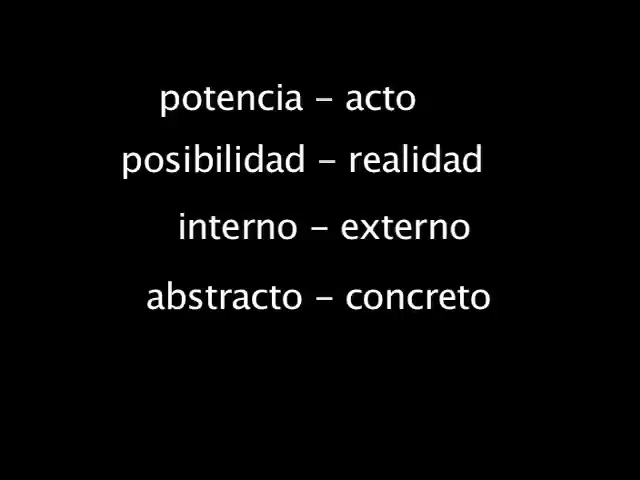 potencia – acto
posibilidad – realidad
interno – externo
abstracto – concreto